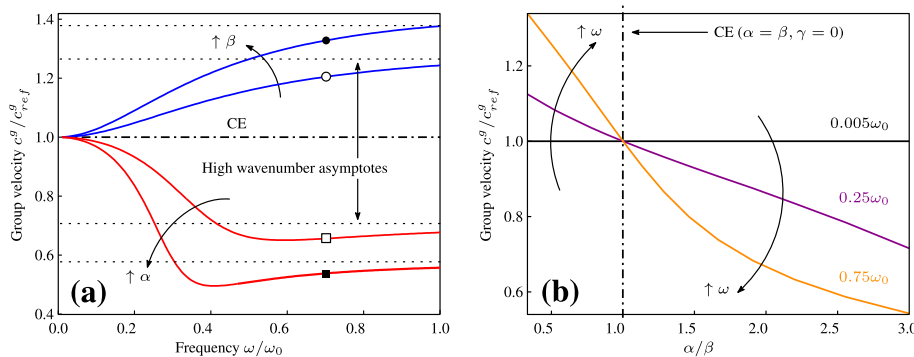 1.4
1.2
1.0
0.8
0.6
0.4
Group velocity c^g/c^g_ref
↑ β
CE
High wavenumber asymptotes
↑ α
(a)
0.0 0.2 0.4 0.6 0.8 1.0
Frequency ω/ω₀
1.2
1.0
0.8
0.6
Group velocity c^g/c^g_ref
↑ ω
CE (α = β, γ = 0)
0.005ω₀
0.25ω₀
0.75ω₀
↑ ω
(b)
0.5 1.0 1.5 2.0 2.5 3.0
α/β